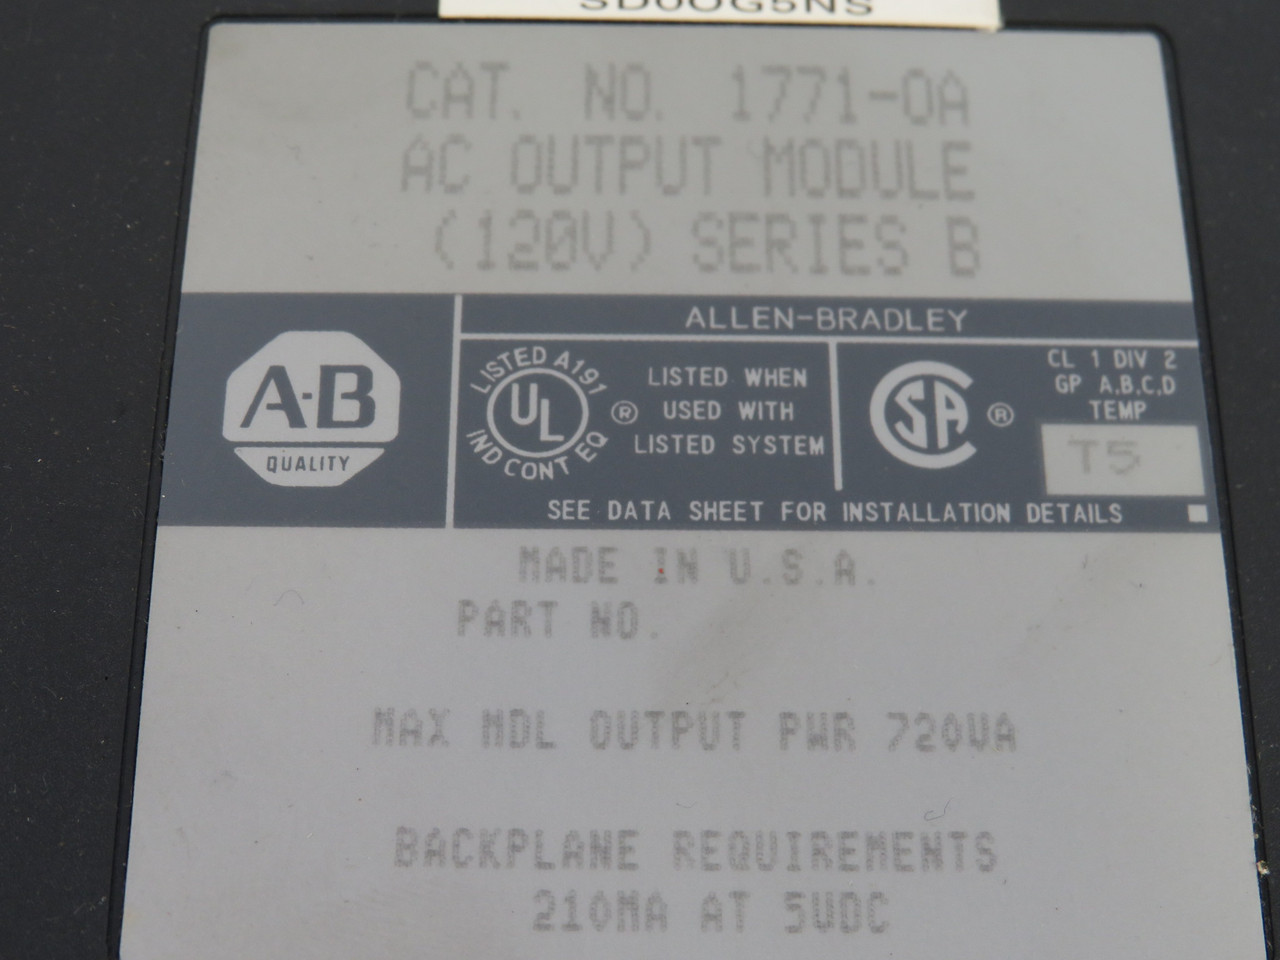 SD0OG5NS
CAT. NO. 1771-OA
AC OUTPUT MODULE
(120V) SERIES B
ALLEN-BRADLEY
A-B
QUALITY
LISTED A191
UL
IND CONT EQ
®
LISTED WHEN
USED WITH
LISTED SYSTEM
SA
®
CL 1 DIV 2
GP A,B,C,D
TEMP
T5
SEE DATA SHEET FOR INSTALLATION DETAILS
MADE IN U.S.A.
PART NO.
MAX MDL OUTPUT PWR 720VA
BACKPLANE REQUIREMENTS
210MA AT 5VDC